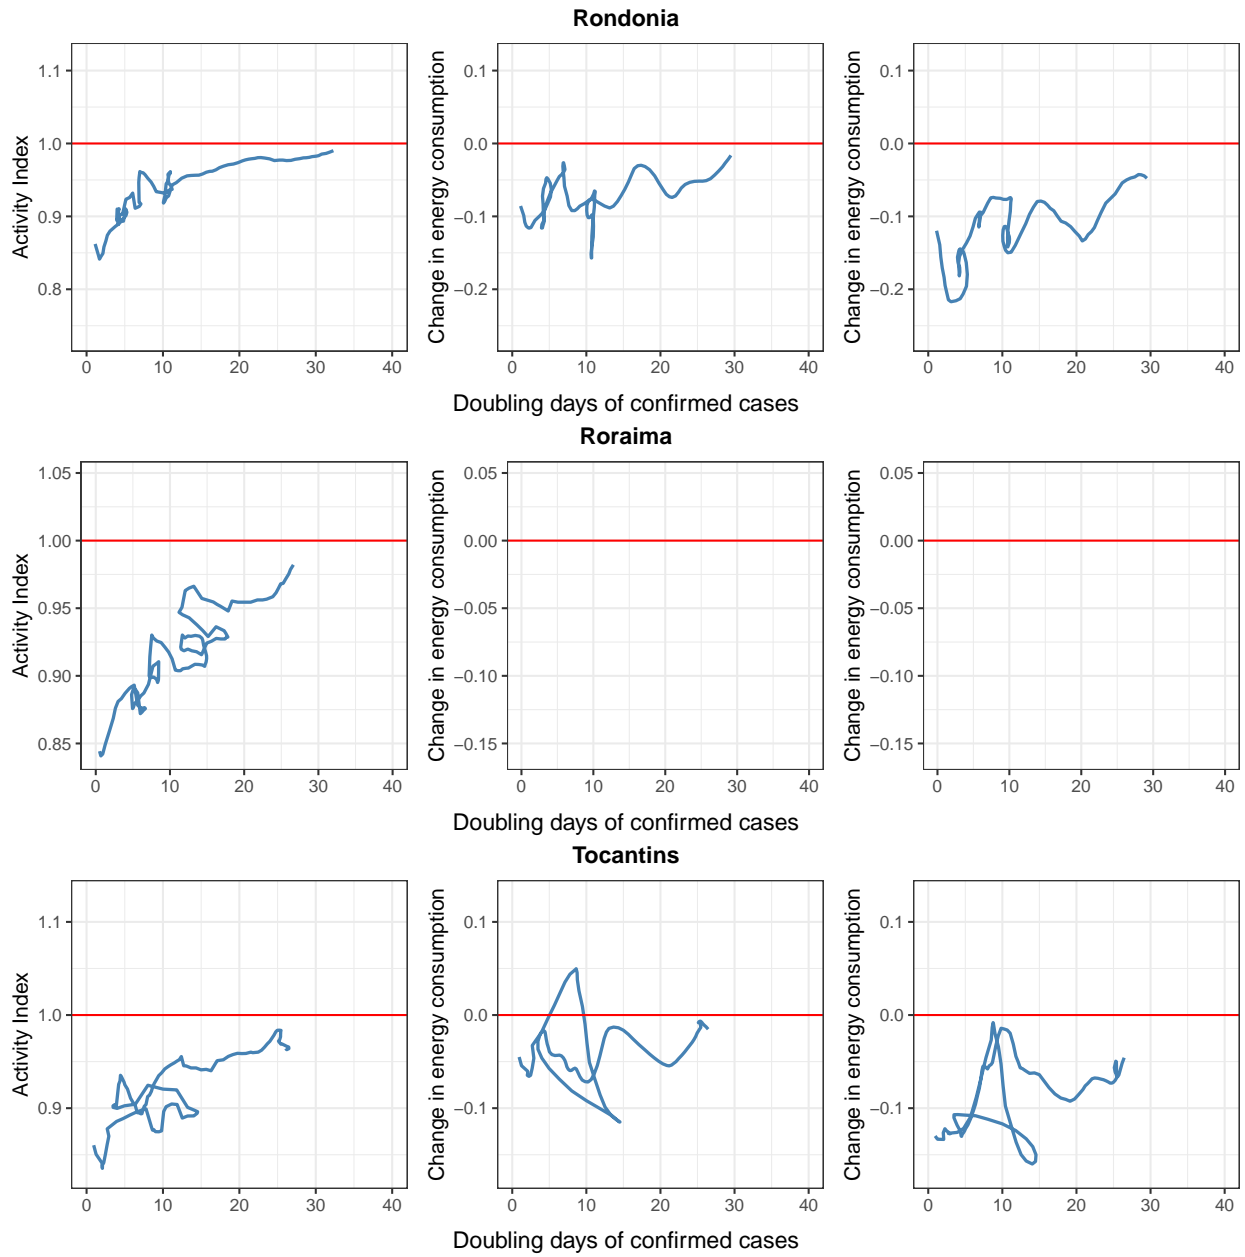 Rondonia
Activity Index
1.1
1.0
0.9
0.8
0 10 20 30 40
Change in energy consumption
0.1
0.0
−0.1
−0.2
0 10 20 30 40
Change in energy consumption
0.1
0.0
−0.1
−0.2
0 10 20 30 40
Doubling days of confirmed cases
Roraima
Activity Index
1.05
1.00
0.95
0.90
0.85
0 10 20 30 40
Change in energy consumption
0.05
0.00
−0.05
−0.10
−0.15
0 10 20 30 40
Change in energy consumption
0.05
0.00
−0.05
−0.10
−0.15
0 10 20 30 40
Doubling days of confirmed cases
Tocantins
Activity Index
1.1
1.0
0.9
0 10 20 30 40
Change in energy consumption
0.1
0.0
−0.1
0 10 20 30 40
Change in energy consumption
0.1
0.0
−0.1
0 10 20 30 40
Doubling days of confirmed cases